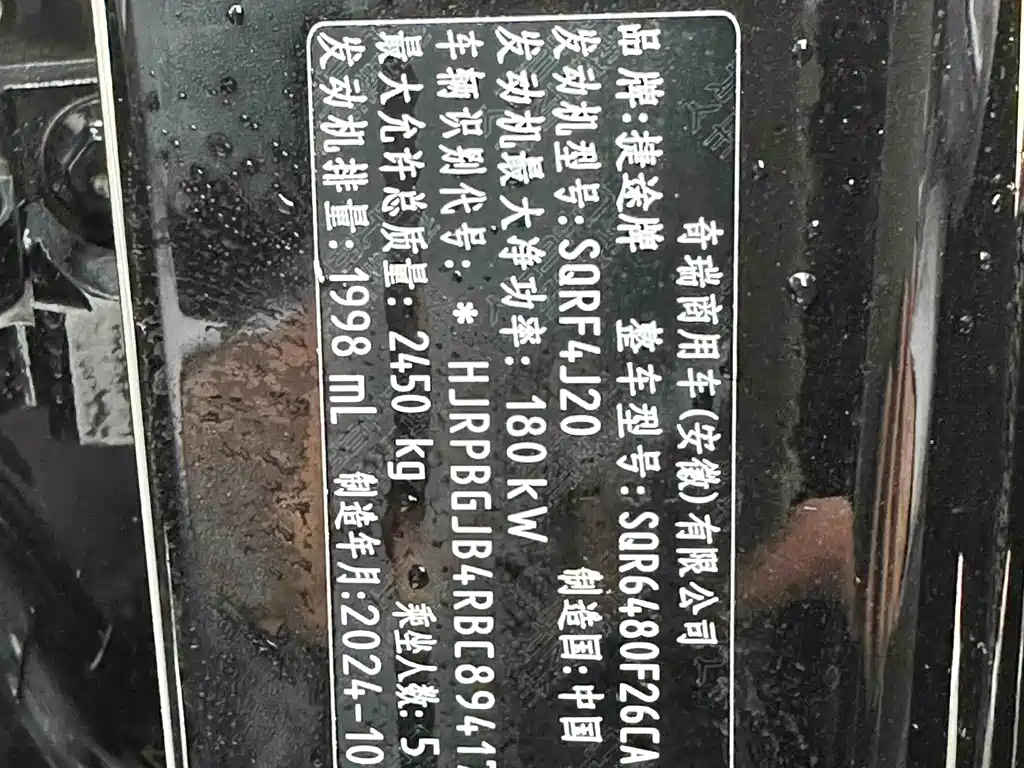 奇瑞商用车(安徽)有限公司
品牌:捷途牌 整车型号:SQR6480F26CA
发动机型号:SQRF4J20 制造国:中国
发动机最大净功率:180kW
车辆识别代号:* HJRPBGJB4RBC8941
最大允许总质量:2450 kg 乘坐人数:5
发动机排量:1998 mL 制造年月:2024-10